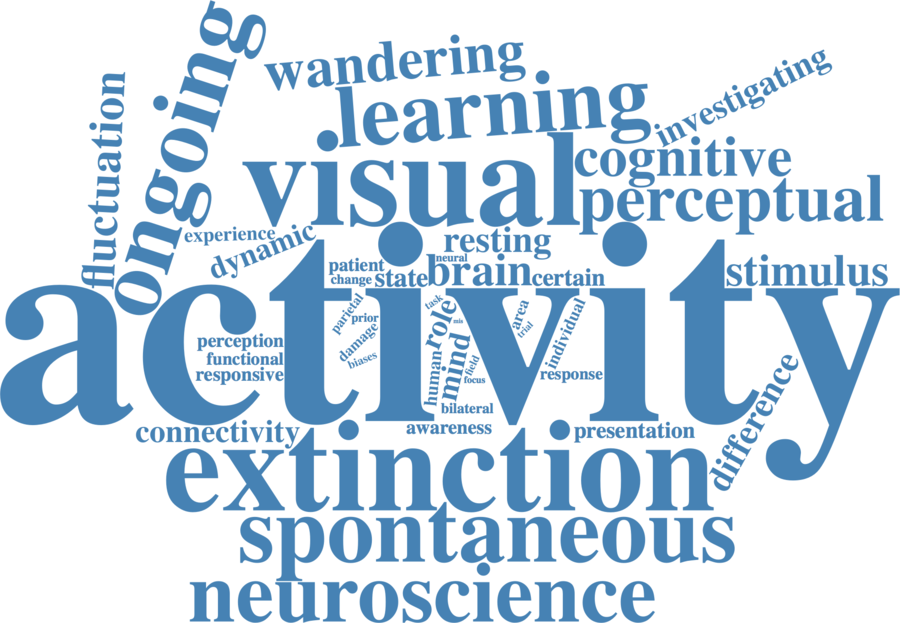 wandering
ongoing
learning
investigating
fluctuation
visual
cognitive
perceptual
experience
dynamic
resting
neural
patient
change
state
brain
certain
stimulus
activity
parietal
prior
damage
biases
task
role
mis
area
trial
individual
perception
functional
responsive
human
mind
field
focus
response
bilateral
difference
connectivity
awareness
presentation
extinction
spontaneous
neuroscience